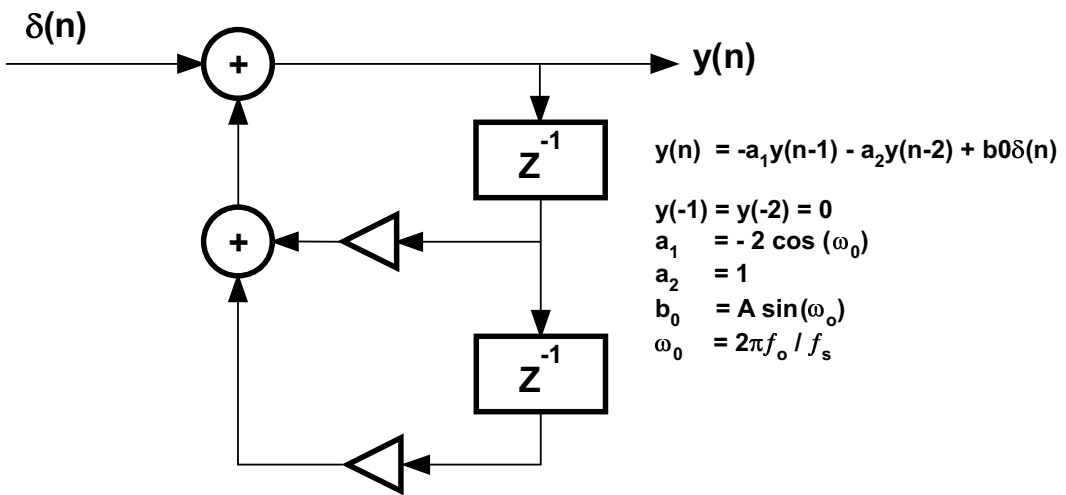 δ(n)
+
y(n)
Z⁻¹
y(n) = -a₁y(n-1) - a₂y(n-2) + b0δ(n)
y(-1) = y(-2) = 0
+
a₁ = - 2 cos (ω₀)
a₂ = 1
b₀ = A sin(ωₒ)
ω₀ = 2πfₒ / fₛ
Z⁻¹